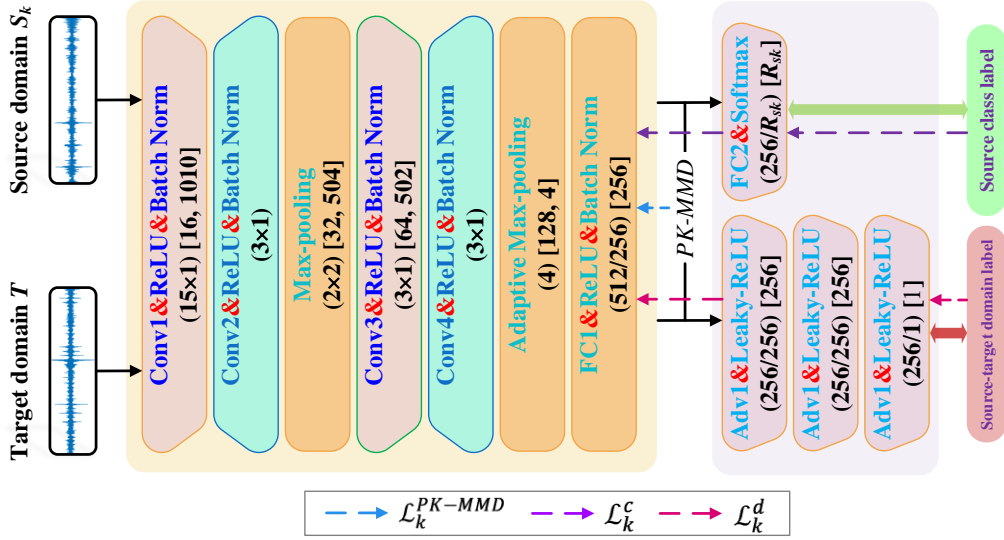 Source domain S_k
Target domain T
Conv1&ReLU&Batch Norm
(15×1) [16, 1010]
Conv2&ReLU&Batch Norm
(3×1)
Max-pooling
(2×2) [32, 504]
Conv3&ReLU&Batch Norm
(3×1) [64, 502]
Conv4&ReLU&Batch Norm
(3×1)
Adaptive Max-pooling
(4) [128, 4]
FC1&ReLU&Batch Norm
(512/256) [256]
PK-MMD
FC2&Softmax
(256/R_{sk}) [R_{sk}]
Adv1&Leaky-ReLU
(256/256) [256]
Adv1&Leaky-ReLU
(256/256) [256]
Adv1&Leaky-ReLU
(256/1) [1]
Source class label
Source-target domain label
ℒ_k^{PK-MMD}
ℒ_k^c
ℒ_k^d